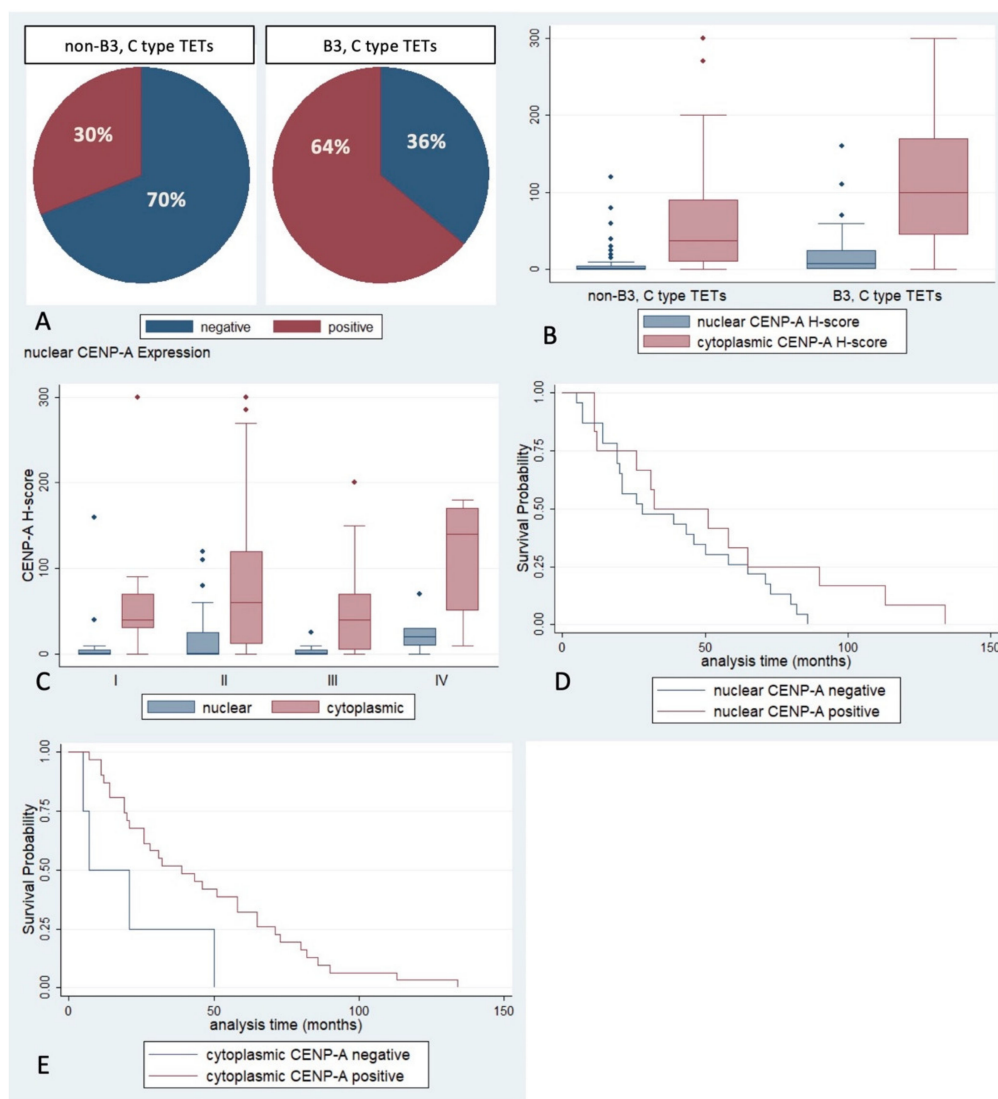 non-B3, C type TETs
B3, C type TETs
30%
70%
64%
36%
A
negative
positive
nuclear CENP-A Expression
300
200
100
0
non-B3, C type TETs
B3, C type TETs
B
nuclear CENP-A H-score
cytoplasmic CENP-A H-score
CENP-A H-score
300
200
100
0
I
II
III
IV
C
nuclear
cytoplasmic
Survival Probability
1.00
0.75
0.50
0.25
0.00
0
50
100
150
analysis time (months)
D
nuclear CENP-A negative
nuclear CENP-A positive
Survival Probability
1.00
0.75
0.50
0.25
0.00
0
50
100
150
analysis time (months)
E
cytoplasmic CENP-A negative
cytoplasmic CENP-A positive